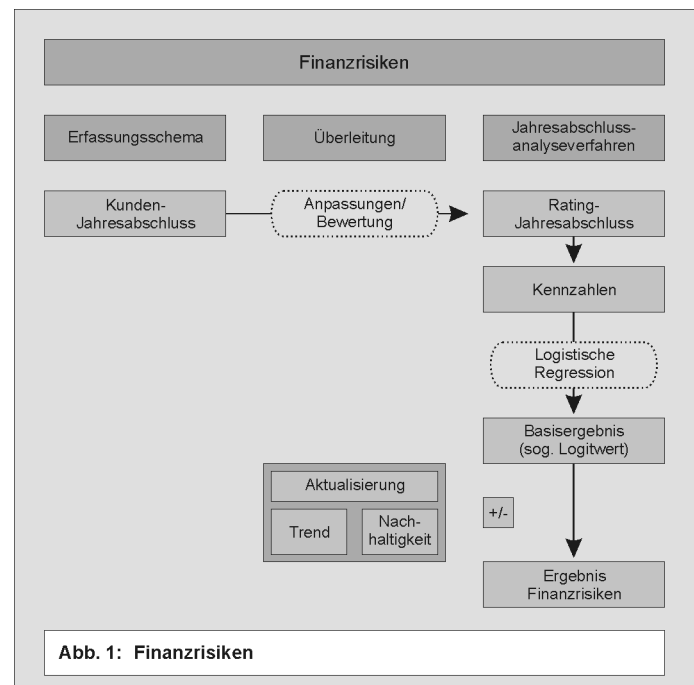 Finanzrisiken
Erfassungsschema
Überleitung
Jahresabschluss-
analyseverfahren
Kunden-
Jahresabschluss
Anpassungen/
Bewertung
Rating-
Jahresabschluss
Kennzahlen
Logistische
Regression
Basisergebnis
(sog. Logitwert)
Aktualisierung
Trend
Nach-
haltigkeit
+/-
Ergebnis
Finanzrisiken
Abb. 1: Finanzrisiken